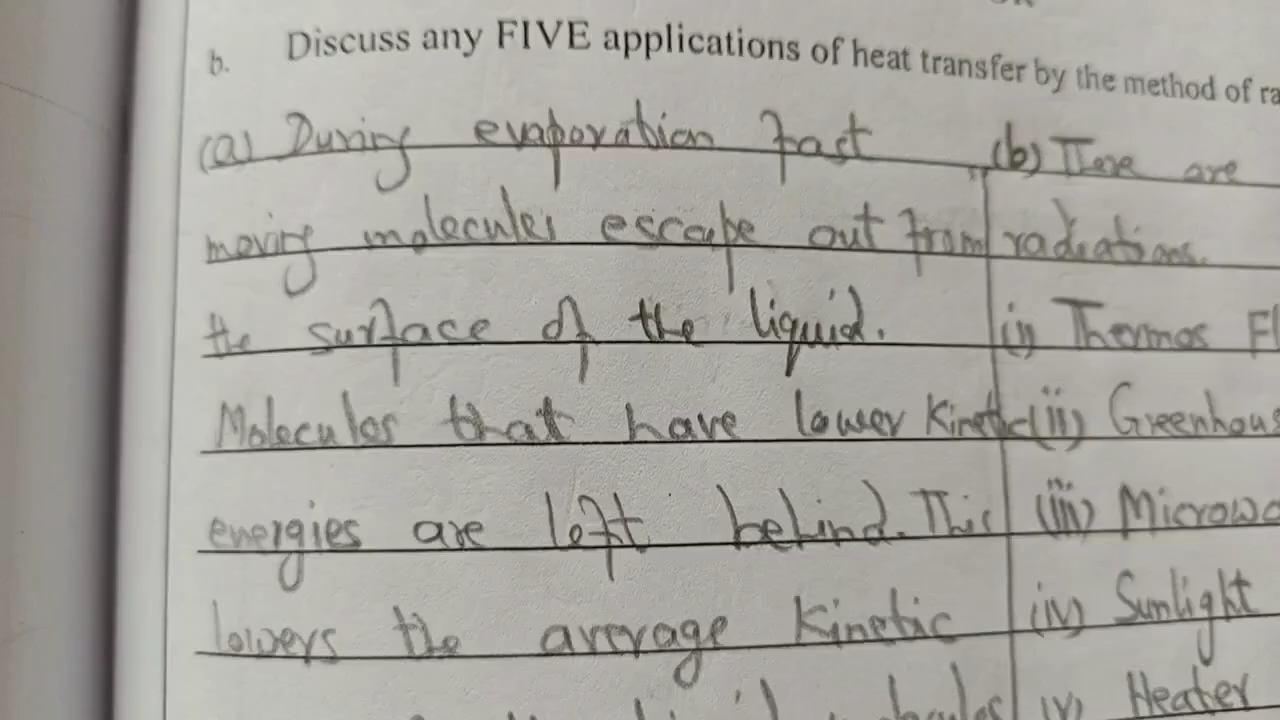 b. Discuss any FIVE applications of heat transfer by the method of ra
(a) During evaporation fast
moving molecules escape out from
the surface of the liquid.
Molecules that have lower Kinetic
energies are left behind. This
lowers the average Kinetic
(b) There are
radiations.
(i) Thermos Fl
(ii) Greenhous
(iii) Microwa
(iv) Sunlight
(v) Heater